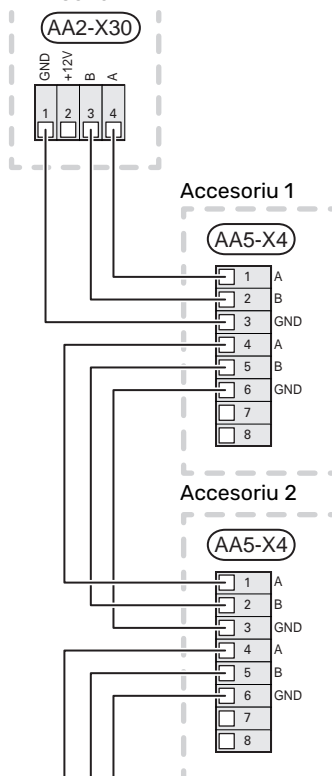 AA2-X30
GND +12V B A
1 2 3 4
Accesoriu 1
AA5-X4
1 A
2 B
3 GND
4 A
5 B
6 GND
7
8
Accesoriu 2
AA5-X4
1 A
2 B
3 GND
4 A
5 B
6 GND
7
8